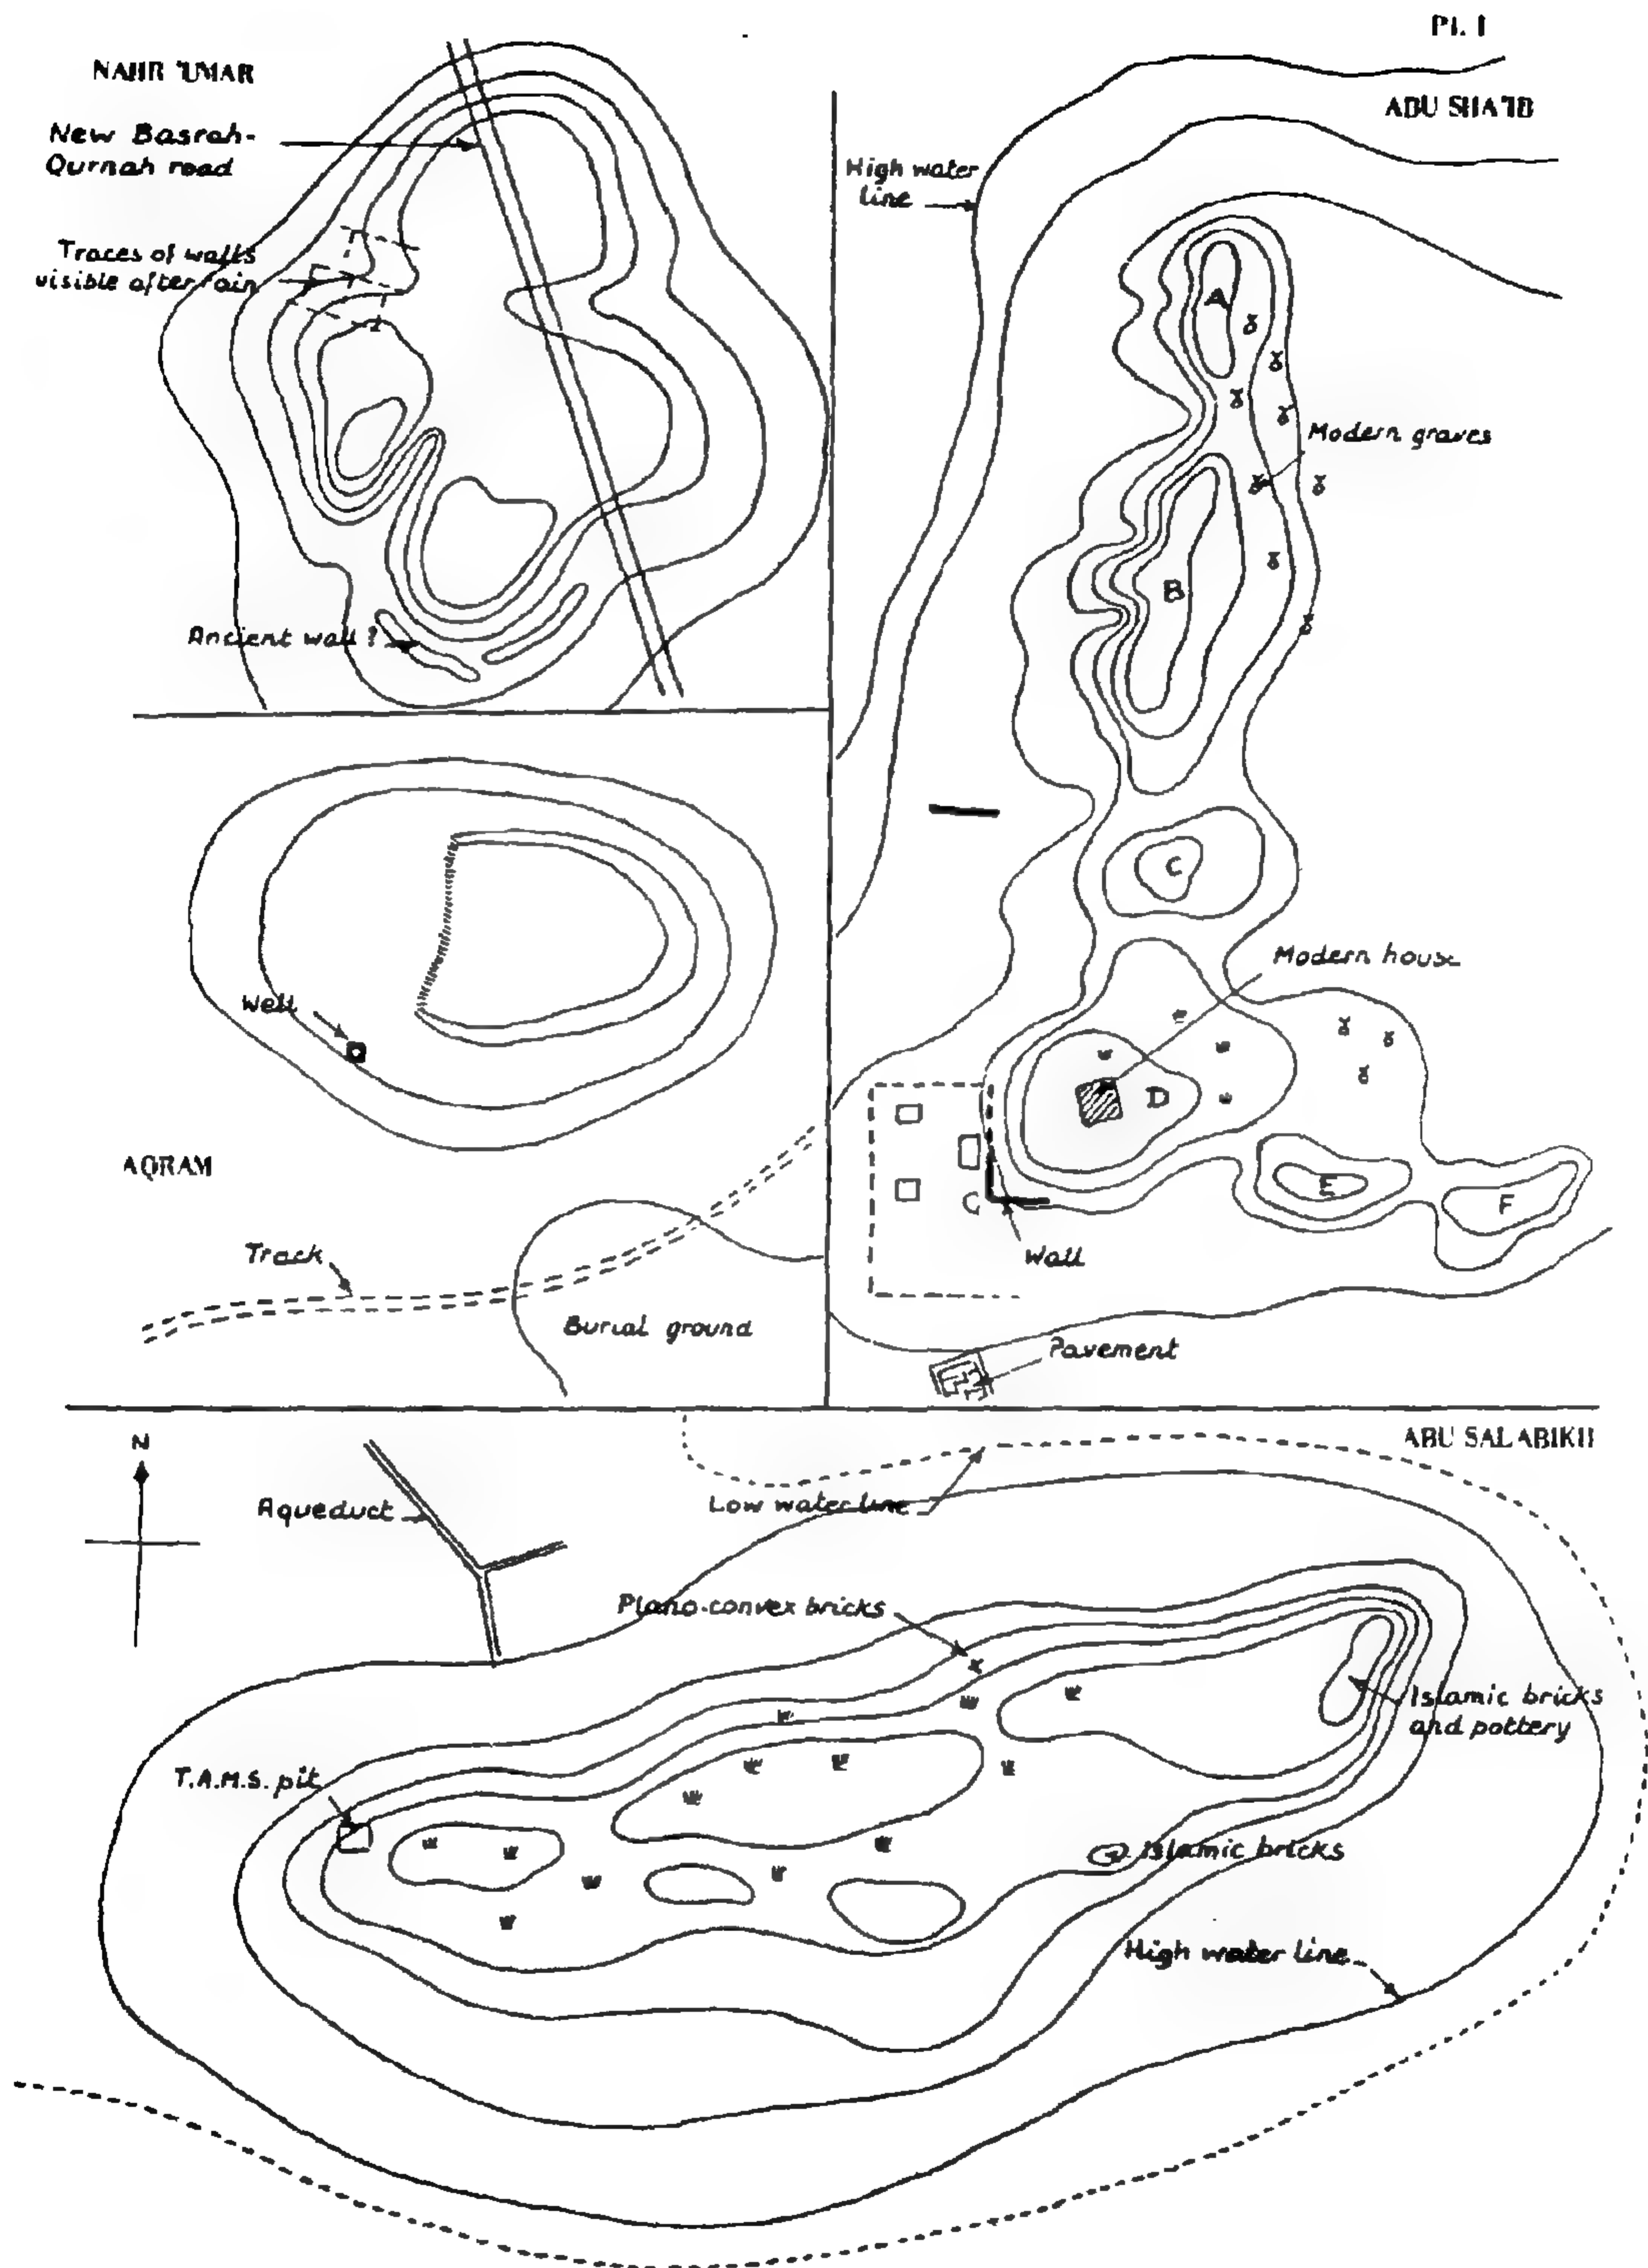 Pl. I
NAHR 'UMAR
New Basrah-
Qurnah road
Traces of walls
visible after rain
Ancient wall ?
ABU SHA'IB
High water
line
A
Modern graves
B
C
Modern house
D
E
F
Wall
Pavement
Well
AQRAM
Track
Burial ground
ABU SALABIKH
N
Aqueduct
Low water line
Plano-convex bricks
Islamic bricks
and pottery
T.A.M.S. pit
Islamic bricks
High water line